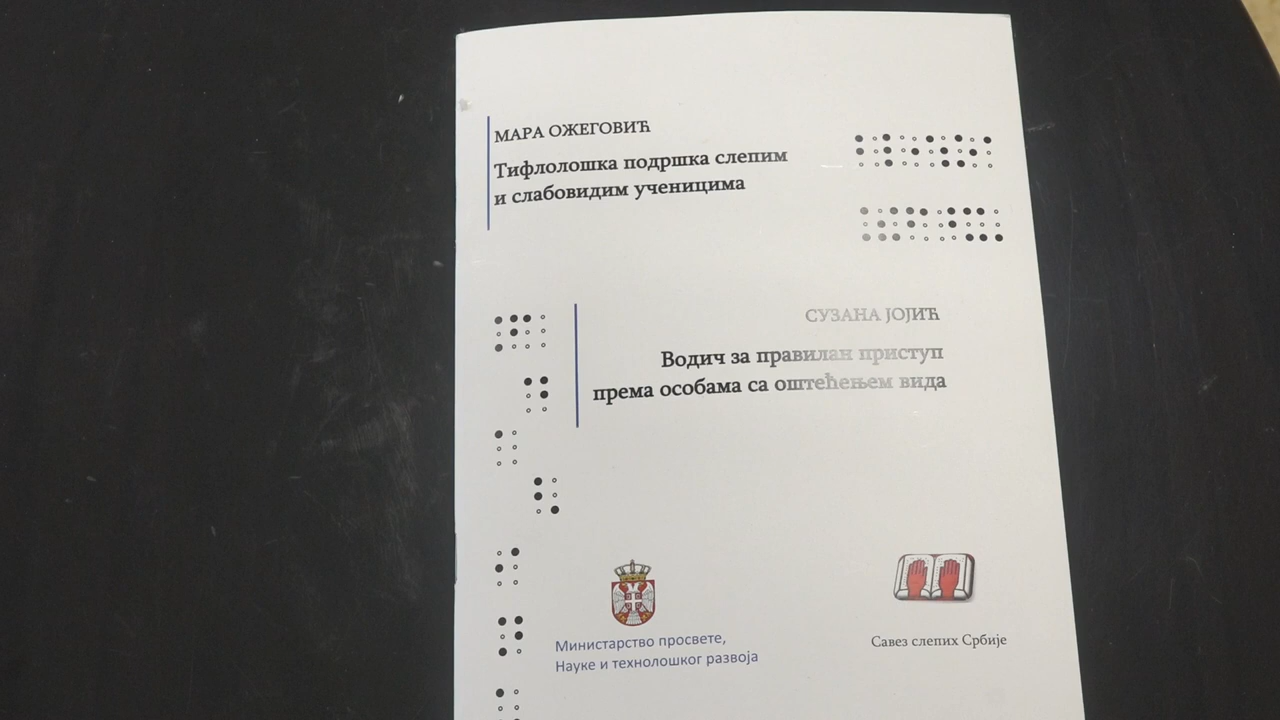 МАРА ОЖЕГОВИЋ
Тифлолошка подршка слепим
и слабовидим ученицима
СУЗАНА ЈОЈИЋ
Водич за правилан приступ
према особама са оштећењем вида
Министарство просвете,
Науке и технолошког развоја
Савез слепих Србије